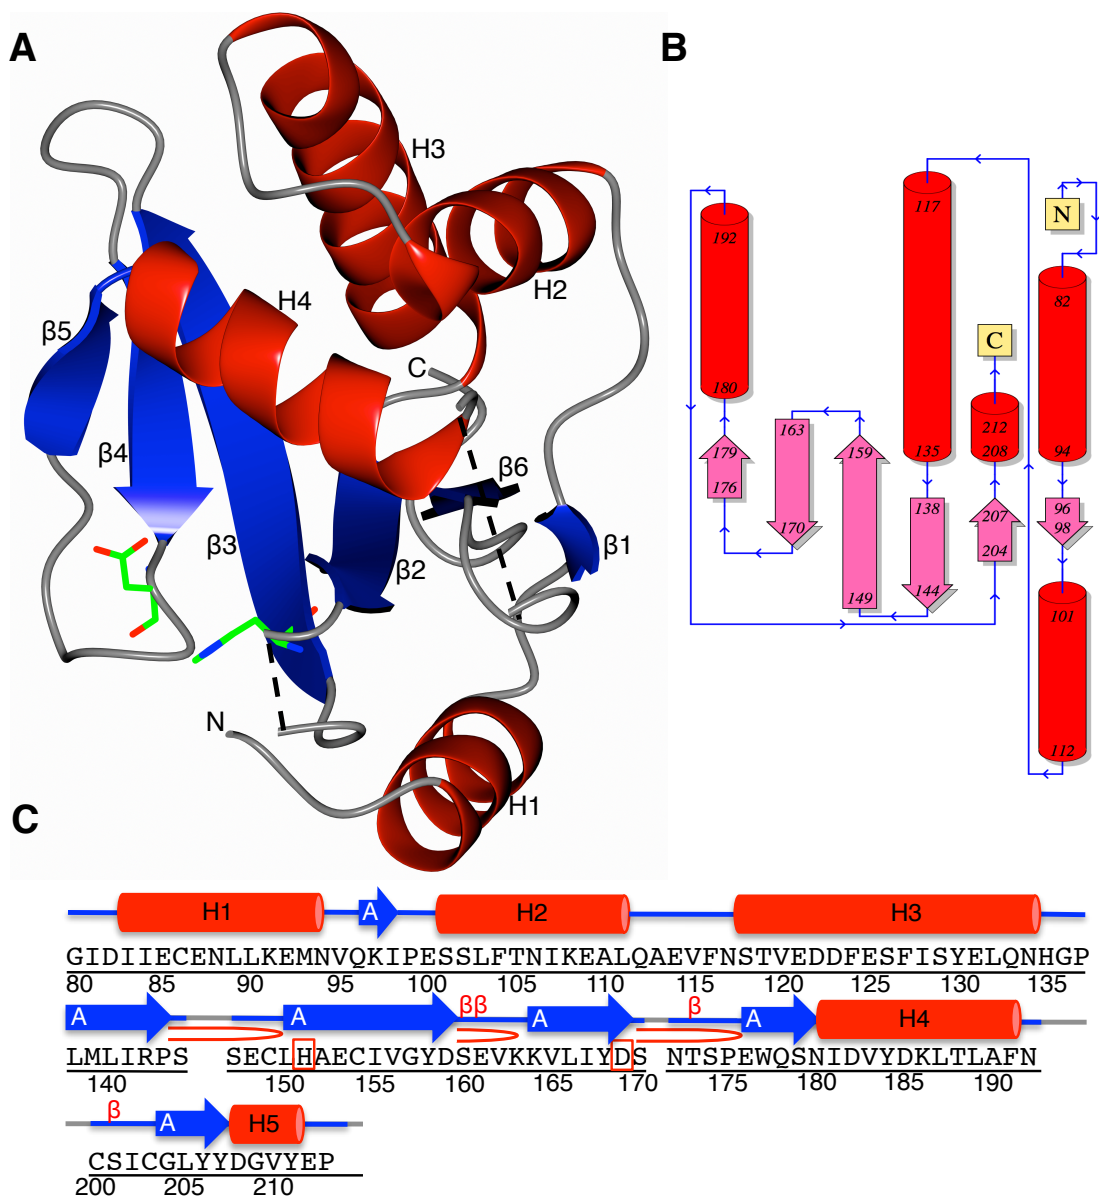 A
B
H3
H2
H4
C
β5
β4
β3
β6
β2
β1
N
H1
117
192
N
82
C
180
212
163
179
159
135
208
94
176
138
207
96
98
170
204
149
144
101
112
C
H1 A H2 H3
GIDIIECENLLKEMNVQKIPESSLFTNIKEALQAEVFNSTVEDDFESFISYELQNHGP
80 85 90 95 100 105 110 115 120 125 130 135
A A ββ A β A H4
LMLIRPS SECLHAECIVGYDSEVKKVLIYDS NTSPEWQSNIDVYDKLTLAFN
140 150 155 160 165 170 175 180 185 190
β A H5
CSICGLYYDGVYEP
200 205 210